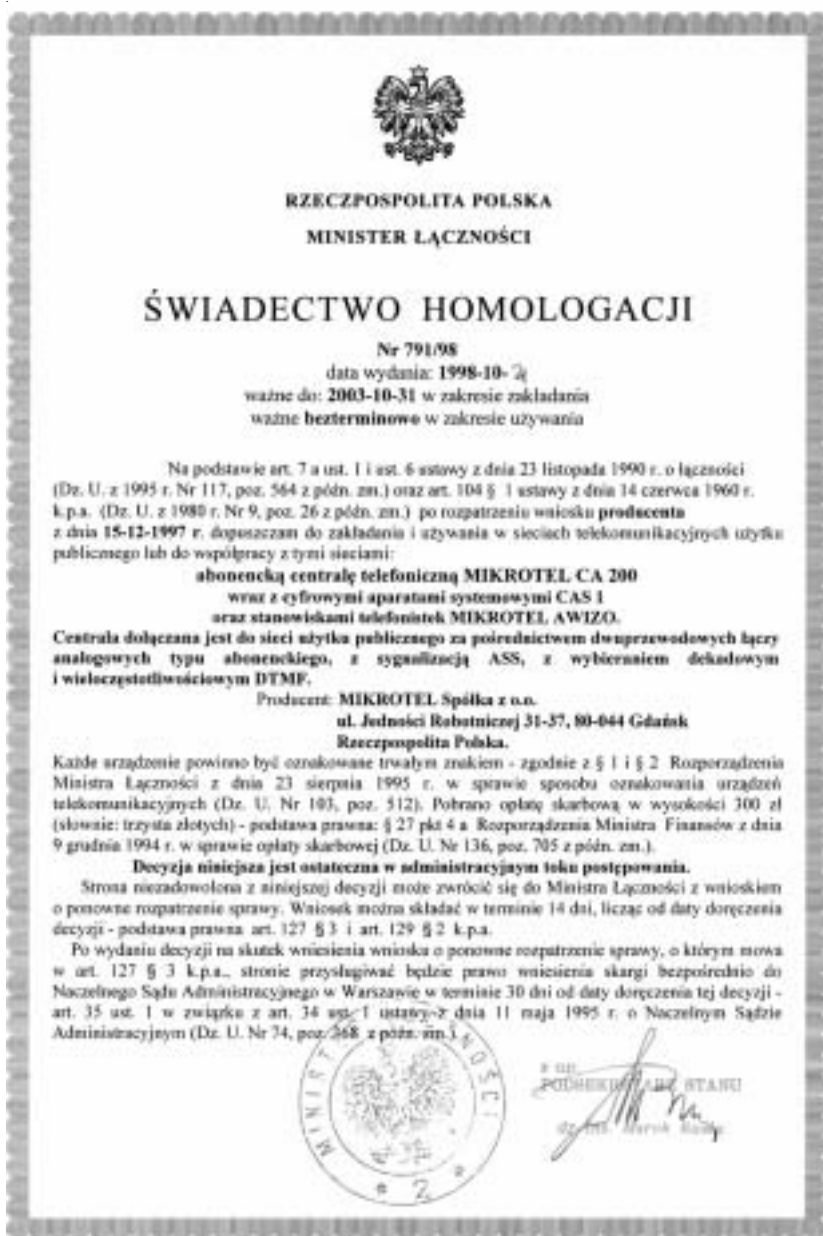 RZECZPOSPOLITA POLSKA
MINISTER ŁĄCZNOŚCI
ŚWIADECTWO HOMOLOGACJI
Nr 791/98
data wydania: 1998-10-
ważne do: 2003-10-31 w zakresie zakładania
ważne bezterminowo w zakresie używania
Na podstawie art. 7 a ust. 1 i ust. 6 ustawy z dnia 23 listopada 1990 r. o łączności
(Dz. U. z 1995 r. Nr 117, poz. 564 z późn. zm.) oraz art. 104 § 1 ustawy z dnia 14 czerwca 1960 r.
k.p.a. (Dz. U. z 1980 r. Nr 9, poz. 26 z późn. zm.) po rozpatrzeniu wniosku producenta
z dnia 15-12-1997 r. dopuszczam do zakładania i używania w sieciach telekomunikacyjnych użytku
publicznego lub do współpracy z tymi sieciami:
abonencką centralę telefoniczną MIKROTEL CA 200
wraz z cyfrowymi aparatami systemowymi CAS 1
oraz stanowiskami telefonistek MIKROTEL AWIZO.
Centrala dołączana jest do sieci użytku publicznego za pośrednictwem dwuprzewodowych łączy
analogowych typu abonenckiego, z sygnalizacją ASS, z wybieraniem dekadowym
i wieloczęstotliwościowym DTMF.
Producent: MIKROTEL Spółka z o.o.
ul. Jedności Robotniczej 31-37, 80-044 Gdańsk
Rzeczpospolita Polska.
Każde urządzenie powinno być oznakowane trwałym znakiem - zgodnie z § 1 i § 2 Rozporządzenia
Ministra Łączności z dnia 23 sierpnia 1995 r. w sprawie sposobu oznakowania urządzeń
telekomunikacyjnych (Dz. U. Nr 103, poz. 512). Pobrano opłatę skarbową w wysokości 300 zł
(słownie: trzysta złotych) - podstawa prawna: § 27 pkt 4 a Rozporządzenia Ministra Finansów z dnia
9 grudnia 1994 r. w sprawie opłaty skarbowej (Dz. U. Nr 136, poz. 705 z późn. zm.).
Decyzja niniejsza jest ostateczna w administracyjnym toku postępowania.
Strona niezadowolona z niniejszej decyzji może zwrócić się do Ministra Łączności z wnioskiem
o ponowne rozpatrzenie sprawy. Wniosek można składać w terminie 14 dni, licząc od daty doręczenia
decyzji - podstawa prawna art. 127 § 3 i art. 129 § 2 k.p.a.
Po wydaniu decyzji na skutek wniesienia wniosku o ponowne rozpatrzenie sprawy, o którym mowa
w art. 127 § 3 k.p.a., stronie przysługiwać będzie prawo wniesienia skargi bezpośrednio do
Naczelnego Sądu Administracyjnego w Warszawie w terminie 30 dni od daty doręczenia tej decyzji -
art. 35 ust. 1 w związku z art. 34 ust. 1 ustawy z dnia 11 maja 1995 r. o Naczelnym Sądzie
Administracyjnym (Dz. U. Nr 74, poz. 368 z późn. zm.).
z up.
PODSEKRETARZ STANU
dr inż. Marek
MINIST ŁĄCZNOŚCI
* 2 *